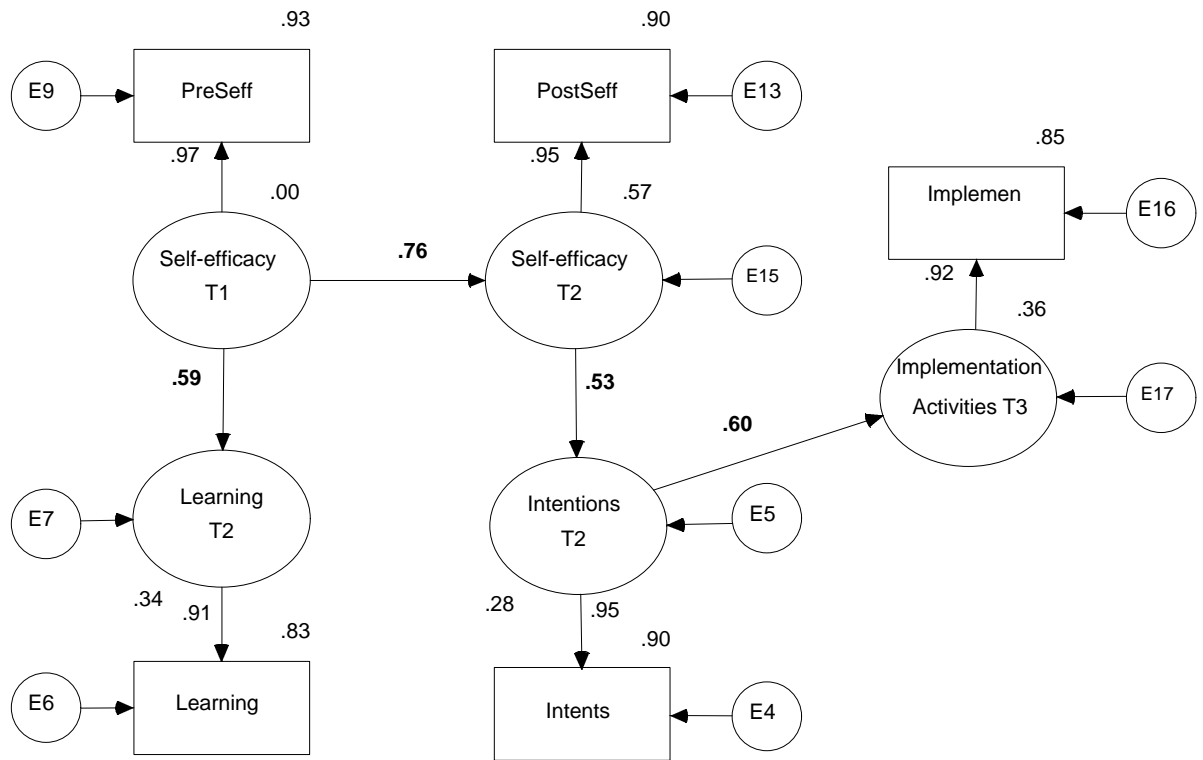 .93
.90
E9
PreSeff
PostSeff
E13
.97
.95
.85
.00
.57
Implemen
E16
Self-efficacy
T1
.76
Self-efficacy
T2
E15
.92
.36
.59
.53
Implementation
Activities T3
E17
.60
Learning
T2
Intentions
T2
E7
E5
.34
.91
.28
.95
.83
.90
E6
Learning
Intents
E4